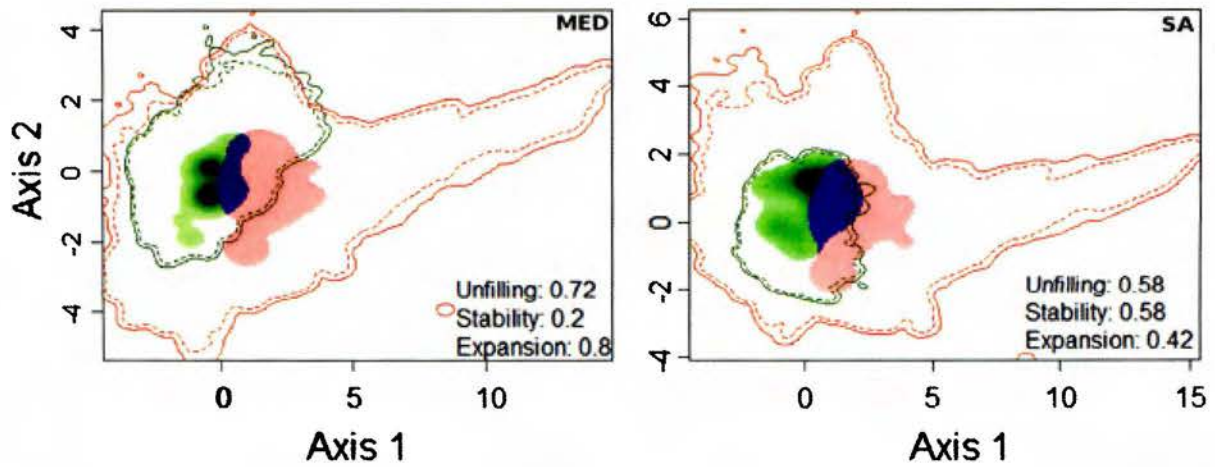 MED
4
2
0
-2
-4
Axis 2
Unfilling: 0.72
Stability: 0.2
Expansion: 0.8
0
5
10
Axis 1
SA
6
4
2
0
-2
-4
Unfilling: 0.58
Stability: 0.58
Expansion: 0.42
0
5
10
15
Axis 1